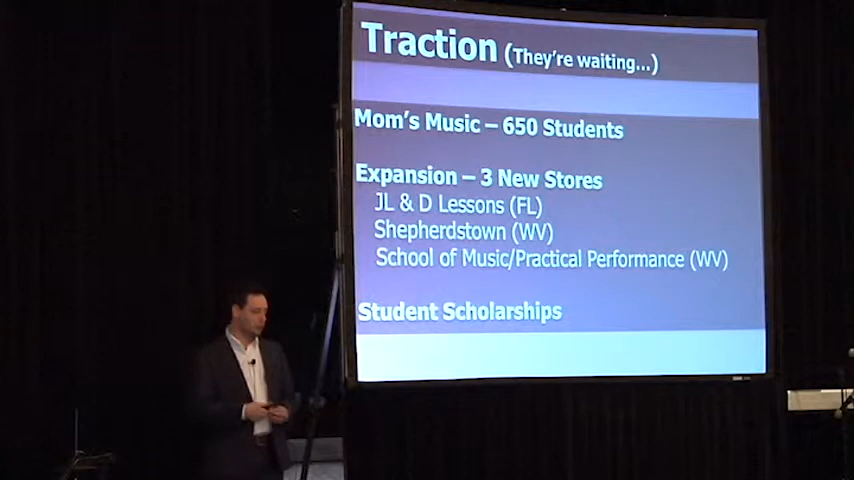 Traction (They're waiting...)
Mom's Music – 650 Students
Expansion – 3 New Stores
JL & D Lessons (FL)
Shepherdstown (WV)
School of Music/Practical Performance (WV)
Student Scholarships